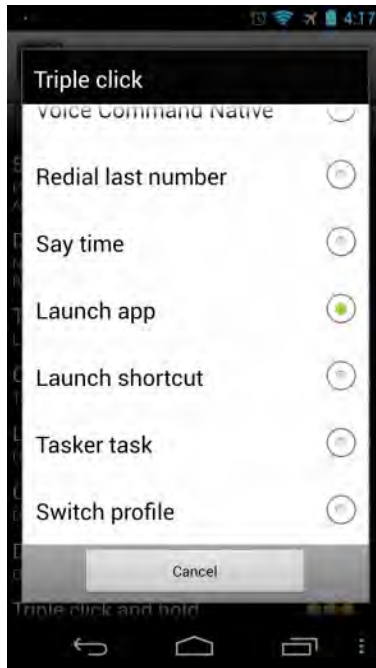 4:17
Triple click
Voice Command Native
Redial last number
Say time
Launch app
Launch shortcut
Tasker task
Switch profile
Cancel
Triple click and hold